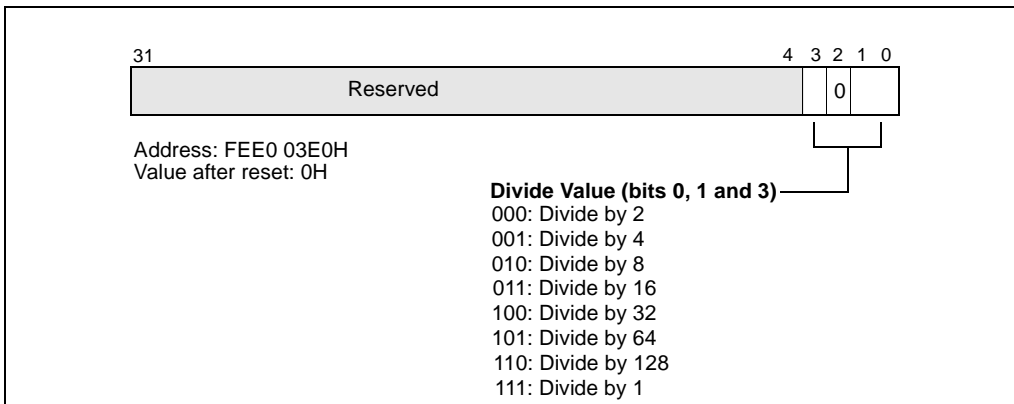 31 4 3 2 1 0
Reserved 0
Address: FEE0 03E0H
Value after reset: 0H
Divide Value (bits 0, 1 and 3)
000: Divide by 2
001: Divide by 4
010: Divide by 8
011: Divide by 16
100: Divide by 32
101: Divide by 64
110: Divide by 128
111: Divide by 1